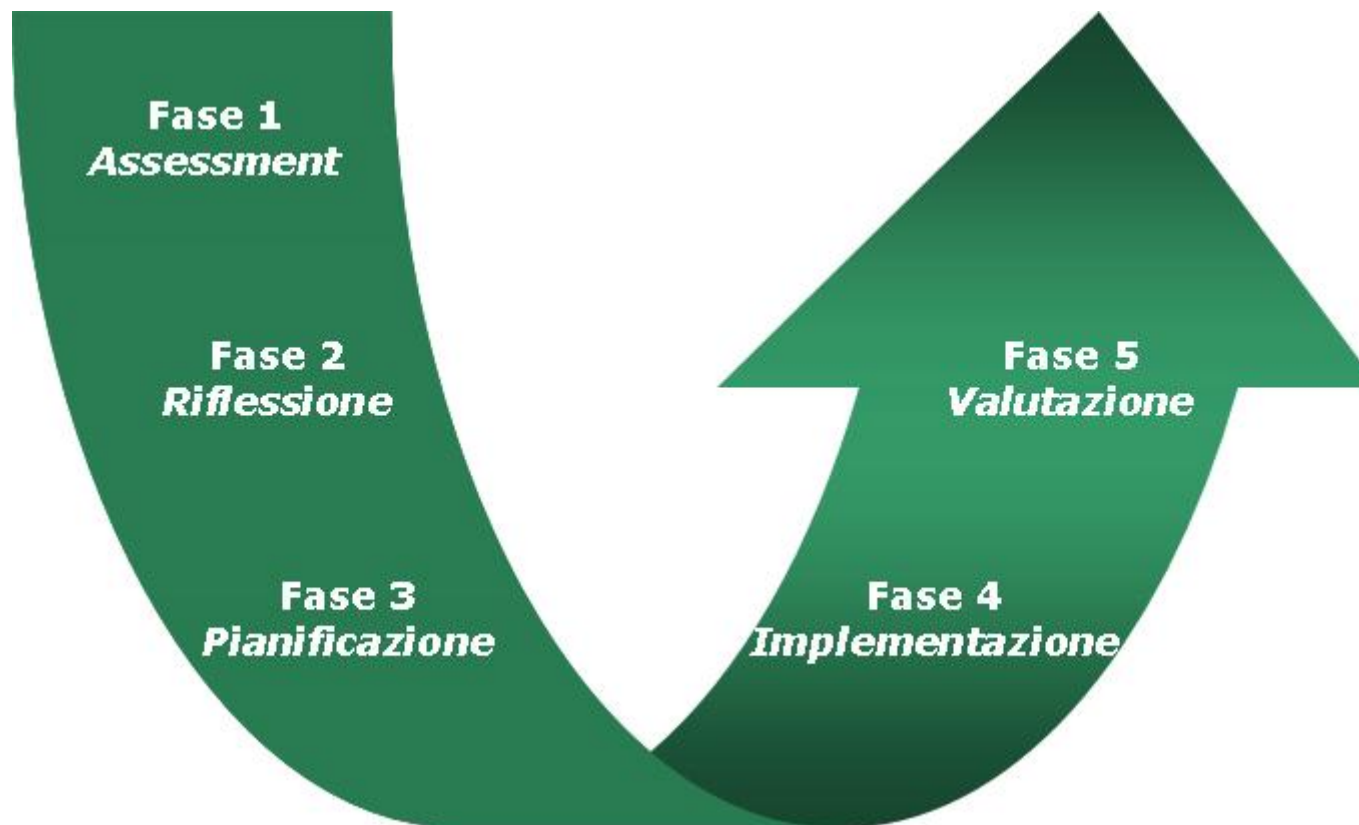 Fase 1
Assessment
Fase 2
Riflessione
Fase 3
Pianificazione
Fase 4
Implementazione
Fase 5
Valutazione